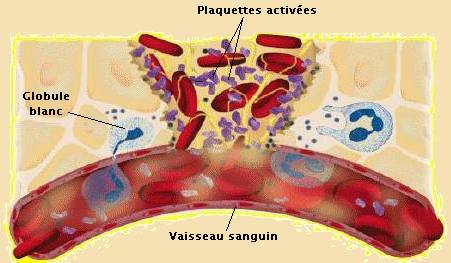 Plaquettes activées
Globule
blanc
Vaisseau sanguin